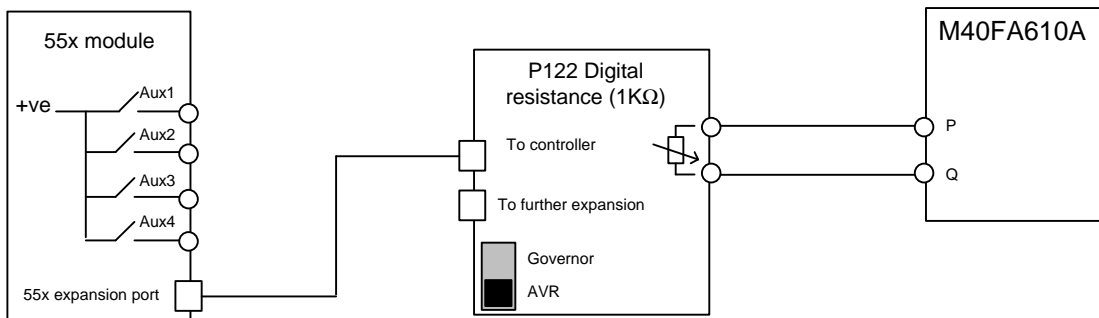 55x module
+ve
Aux1
Aux2
Aux3
Aux4
55x expansion port
P122 Digital
resistance (1KΩ)
To controller
To further expansion
Governor
AVR
M40FA610A
P
Q